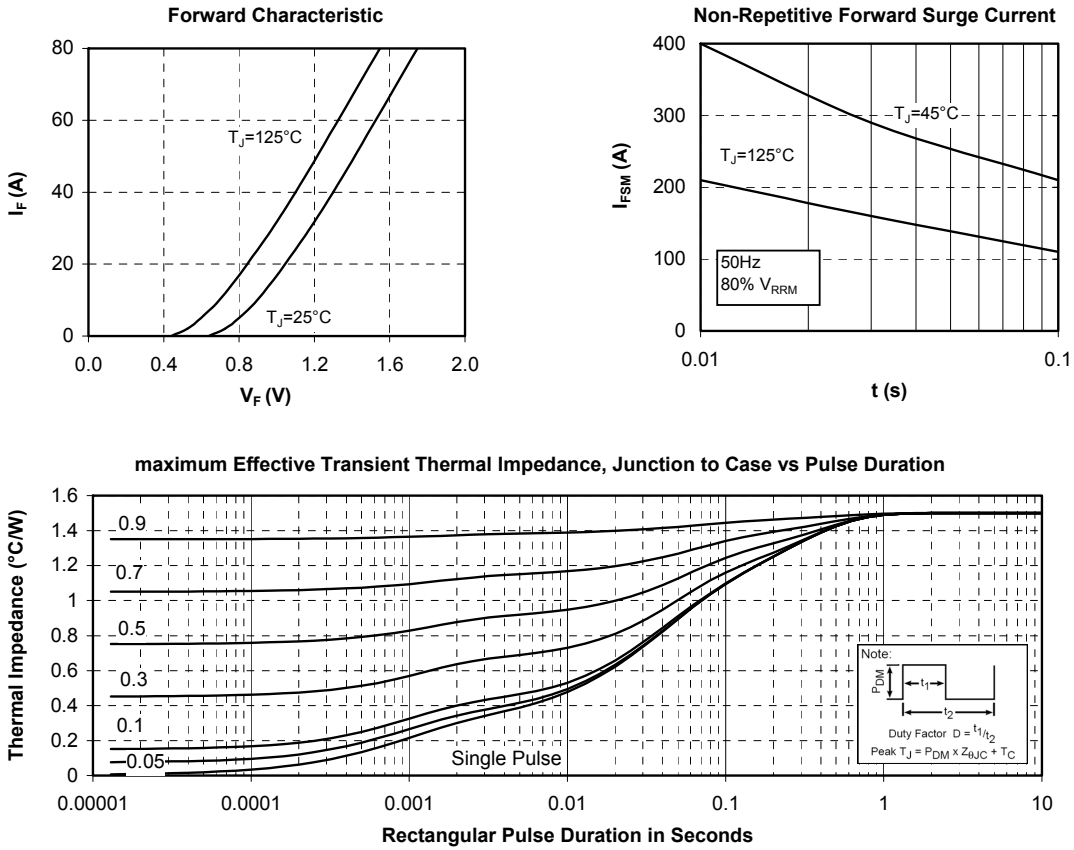 Forward Characteristic
80
60
40
20
0
I_F (A)
T_J=125°C
T_J=25°C
0.0 0.4 0.8 1.2 1.6 2.0
V_F (V)
Non-Repetitive Forward Surge Current
400
300
200
100
0
I_FSM (A)
T_J=45°C
T_J=125°C
50Hz
80% V_RRM
0.01 0.1
t (s)
maximum Effective Transient Thermal Impedance, Junction to Case vs Pulse Duration
1.6
1.4
1.2
1
0.8
0.6
0.4
0.2
0
Thermal Impedance (°C/W)
0.9
0.7
0.5
0.3
0.1
0.05
Single Pulse
Note:
P_DM
t_1
t_2
Duty Factor D = t_1/t_2
Peak T_J = P_DM x Z_θJC + T_C
0.00001 0.0001 0.001 0.01 0.1 1 10
Rectangular Pulse Duration in Seconds